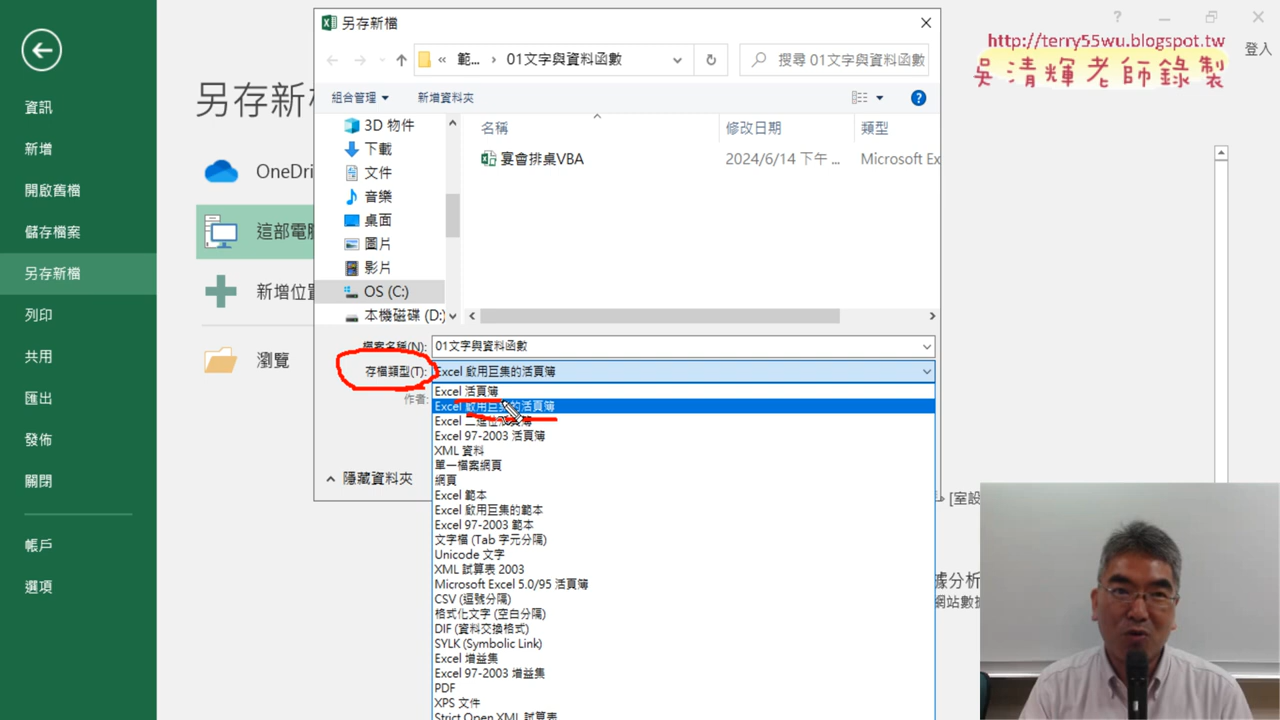 另存新檔
http://terry55wu.blogspot.tw
吳清輝老師錄製
登入
資訊
新增
開啟舊檔
儲存檔案
另存新檔
列印
共用
匯出
發佈
關閉
帳戶
選項
另存新
這部電腦
新增位置
瀏覽
« 範... › 01文字與資料函數
搜尋 01文字與資料函數
組合管理
新增資料夾
3D 物件
下載
文件
音樂
桌面
圖片
影片
OS (C:)
本機磁碟 (D:)
名稱
修改日期
類型
宴會排桌VBA
2024/6/14 下午 ...
Microsoft Ex
檔案名稱(N):
01文字與資料函數
存檔類型(T):
Excel 啟用巨集的活頁簿
作者:
隱藏資料夾
Excel 活頁簿
Excel 啟用巨集的活頁簿
Excel 二進位活頁簿
Excel 97-2003 活頁簿
XML 資料
單一檔案網頁
網頁
Excel 範本
Excel 啟用巨集的範本
Excel 97-2003 範本
文字檔 (Tab 字元分隔)
Unicode 文字
XML 試算表 2003
Microsoft Excel 5.0/95 活頁簿
CSV (逗號分隔)
格式化文字 (空白分隔)
DIF (資料交換格式)
SYLK (Symbolic Link)
Excel 增益集
Excel 97-2003 增益集
PDF
XPS 文件
Strict Open XML 試算表